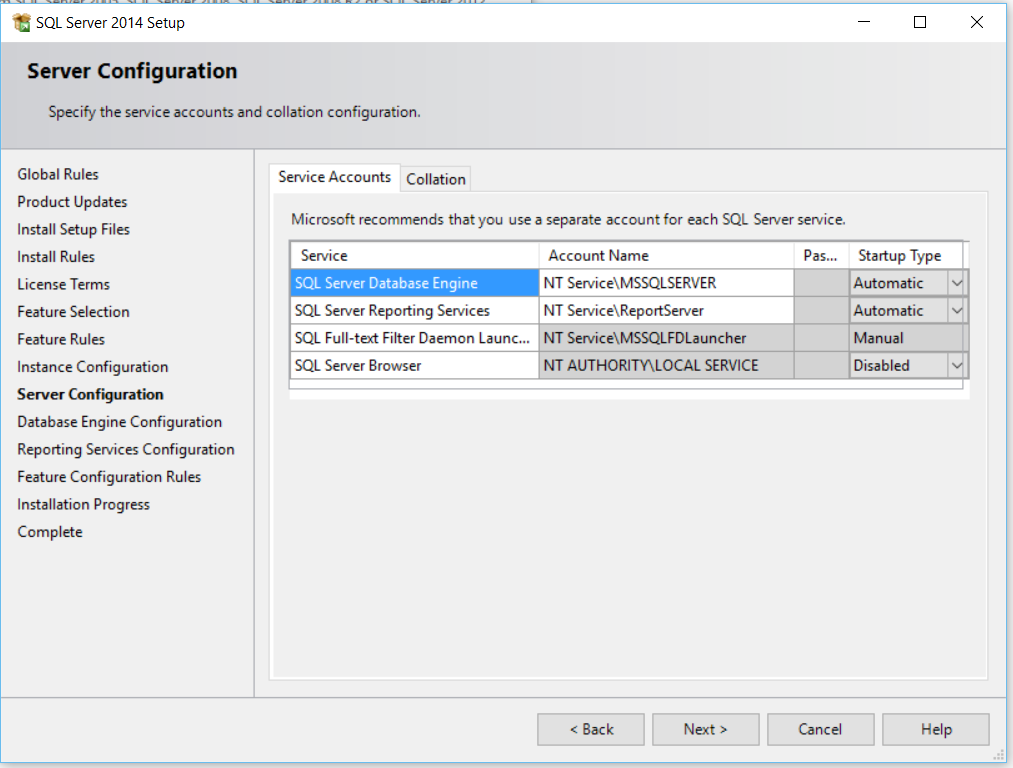 SQL Server 2014 Setup
Server Configuration
Specify the service accounts and collation configuration.
Global Rules
Product Updates
Install Setup Files
Install Rules
License Terms
Feature Selection
Feature Rules
Instance Configuration
Server Configuration
Database Engine Configuration
Reporting Services Configuration
Feature Configuration Rules
Installation Progress
Complete
Service Accounts Collation
Microsoft recommends that you use a separate account for each SQL Server service.
Service Account Name Pas... Startup Type
SQL Server Database Engine NT Service\MSSQLSERVER Automatic
SQL Server Reporting Services NT Service\ReportServer Automatic
SQL Full-text Filter Daemon Launc... NT Service\MSSQLFDLauncher Manual
SQL Server Browser NT AUTHORITY\LOCAL SERVICE Disabled
< Back Next > Cancel Help